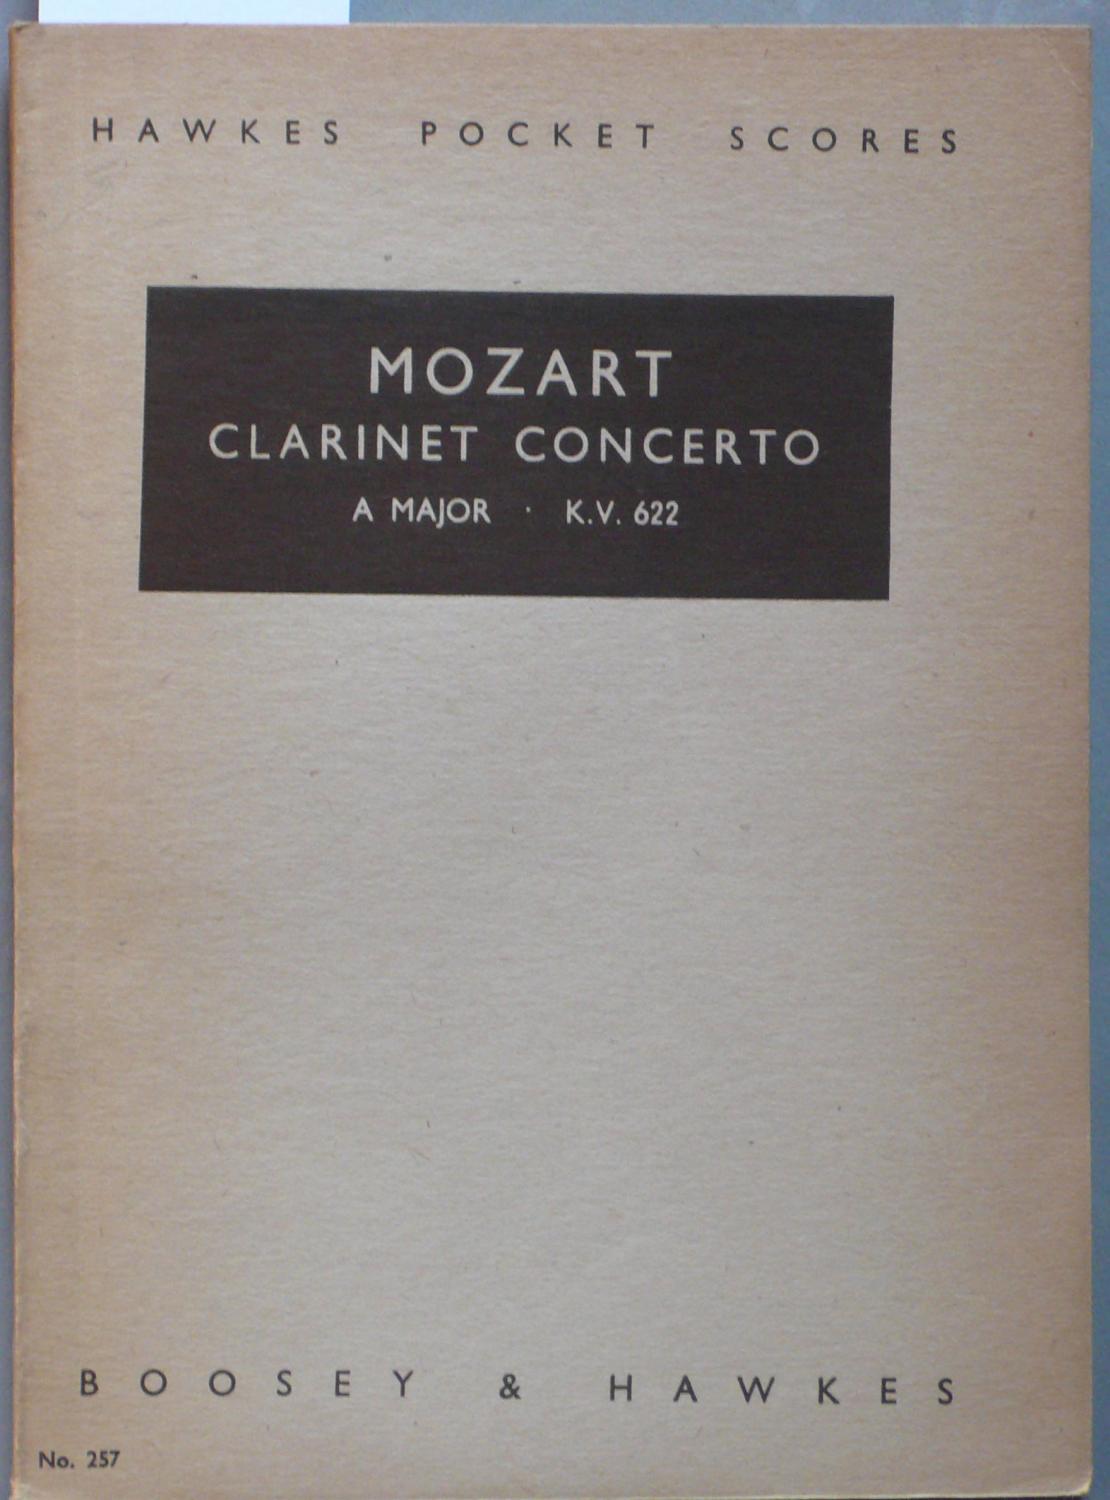 HAWKES POCKET SCORES
MOZART
CLARINET CONCERTO
A MAJOR · K.V. 622
BOOSEY & HAWKES
No. 257